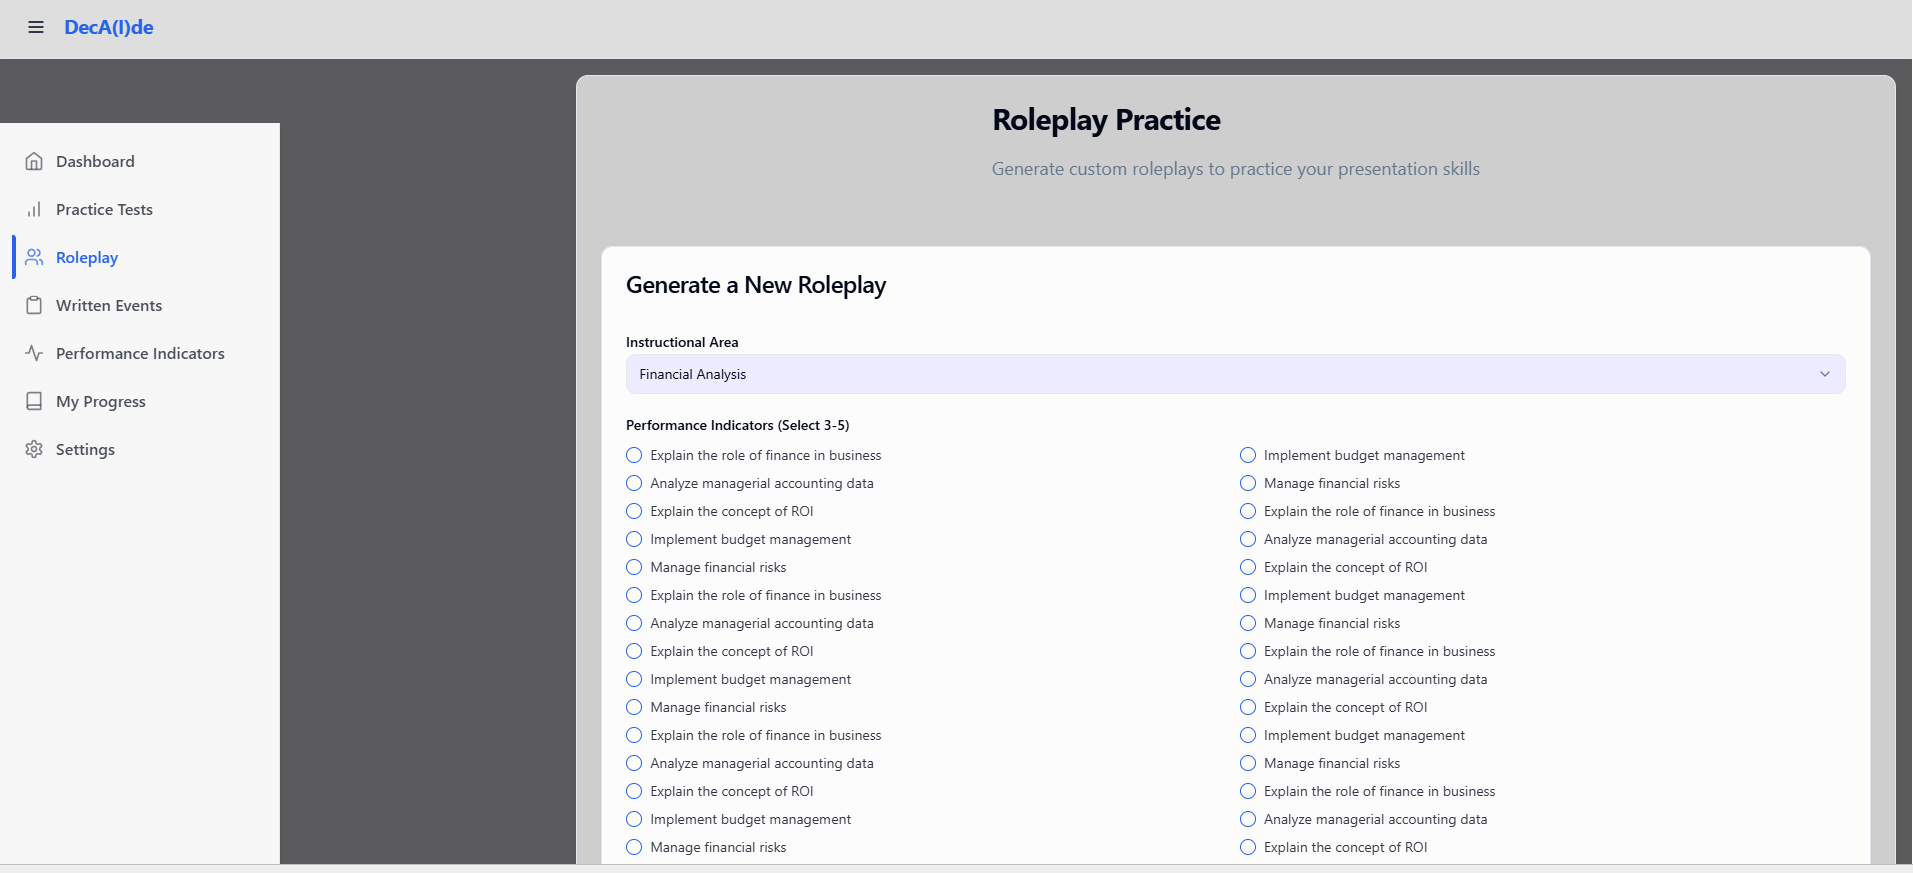 DecA(I)de
Dashboard
Practice Tests
Roleplay
Written Events
Performance Indicators
My Progress
Settings
Roleplay Practice
Generate custom roleplays to practice your presentation skills
Generate a New Roleplay
Instructional Area
Financial Analysis
Performance Indicators (Select 3-5)
Explain the role of finance in business
Implement budget management
Analyze managerial accounting data
Manage financial risks
Explain the concept of ROI
Explain the role of finance in business
Implement budget management
Analyze managerial accounting data
Manage financial risks
Explain the concept of ROI
Explain the role of finance in business
Implement budget management
Analyze managerial accounting data
Manage financial risks
Explain the concept of ROI
Explain the role of finance in business
Implement budget management
Analyze managerial accounting data
Manage financial risks
Explain the concept of ROI
Explain the role of finance in business
Implement budget management
Analyze managerial accounting data
Manage financial risks
Explain the concept of ROI
Explain the role of finance in business
Implement budget management
Analyze managerial accounting data
Manage financial risks
Explain the concept of ROI